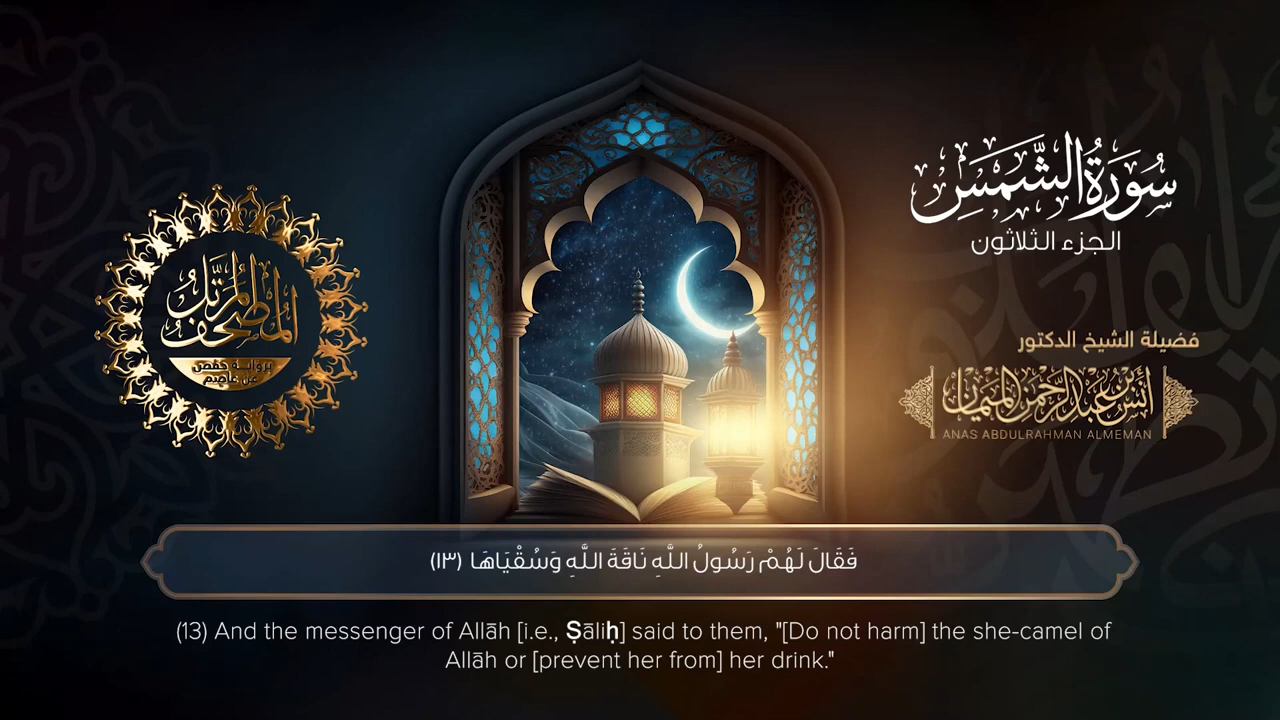 سُورَةُ الشَّمْسِ
الجزء الثلاثون
المصحف المرتل
برواية حفص
عن عاصم
فضيلة الشيخ الدكتور
أنس بن عبدالرحمن الميمان
ANAS ABDULRAHMAN ALMEMAN
فَقَالَ لَهُمْ رَسُولُ اللَّهِ نَاقَةَ اللَّهِ وَسُقْيَاهَا (١٣)
(13) And the messenger of Allāh [i.e., Ṣāliḥ] said to them, "[Do not harm] the she-camel of
Allāh or [prevent her from] her drink."